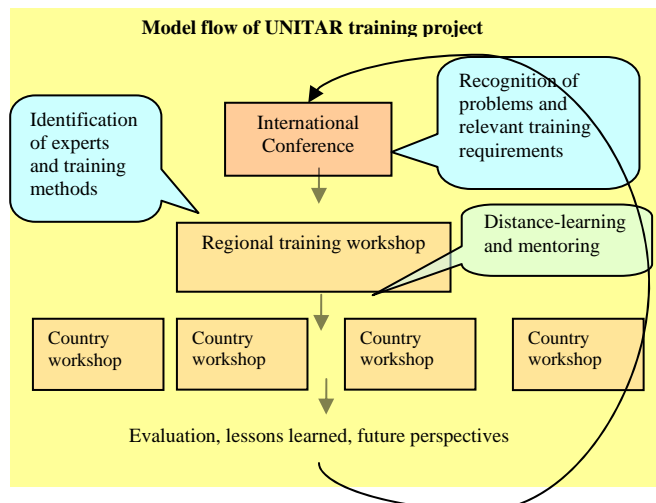 Model flow of UNITAR training project
Identification
of experts
and training
methods
International
Conference
Recognition of
problems and
relevant training
requirements
Regional training workshop
Distance-learning
and mentoring
Country
workshop
Country
workshop
Country
workshop
Country
workshop
Evaluation, lessons learned, future perspectives